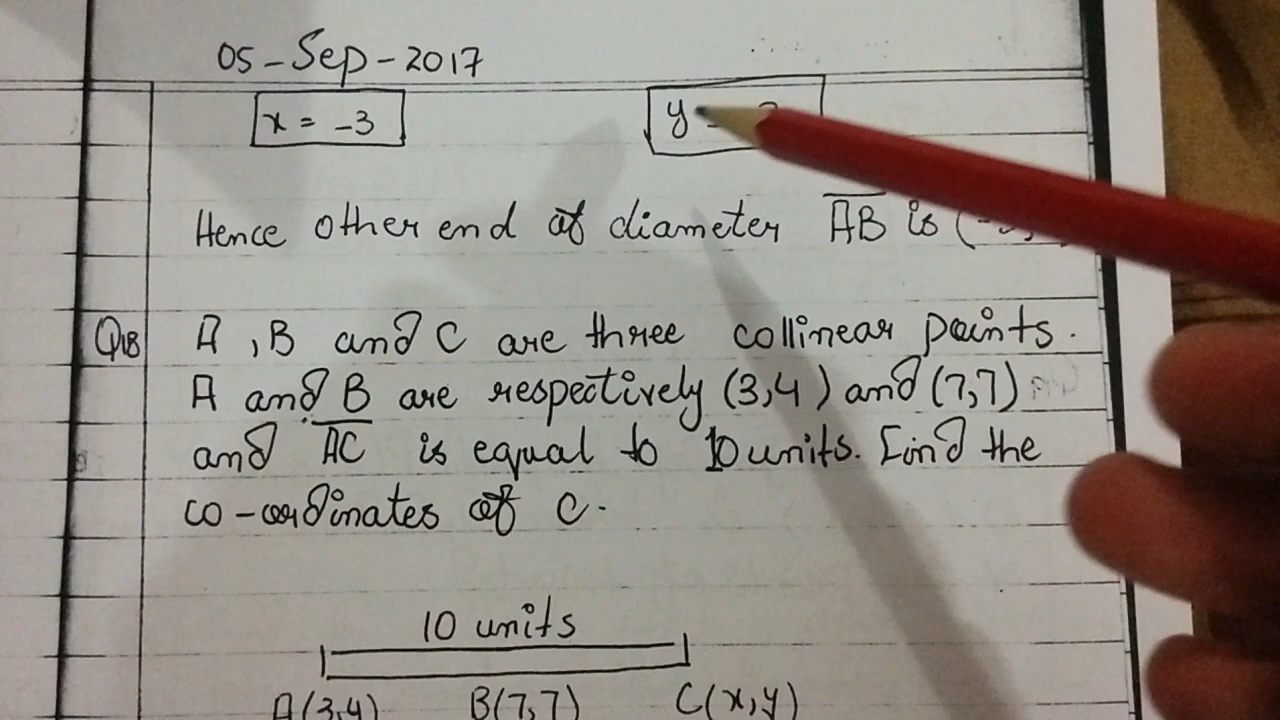 05-Sep-2017
x = -3
y
Hence other end of diameter AB is (
Q18 A, B and C are three collinear points.
A and B are respectively (3,4) and (7,7)
and AC is equal to 10 units. Find the
co-ordinates of C.
10 units
A(3,4) B(7,7) C(x,y)